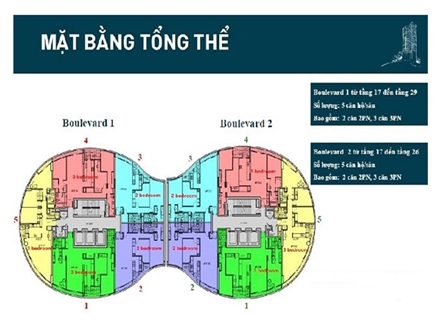 MẶT BẰNG TỔNG THỂ
Boulevard 1 từ tầng 17 đến tầng 29
Số lượng: 5 căn hộ/sàn
Bao gồm: 2 căn 2PN, 3 căn 3PN
Boulevard 2 từ tầng 17 đến tầng 26
Số lượng: 5 căn hộ/sàn
Bao gồm: 2 căn 2PN, 3 căn 3PN
Boulevard 1
Boulevard 2
4
4
3
3
3 bedroom
2 bedroom
2 bedroom
3 bedroom
5
5
3 bedroom
2 bedroom
2 bedroom
3 bedroom
3 bedroom
3 bedroom
2
2
1
1